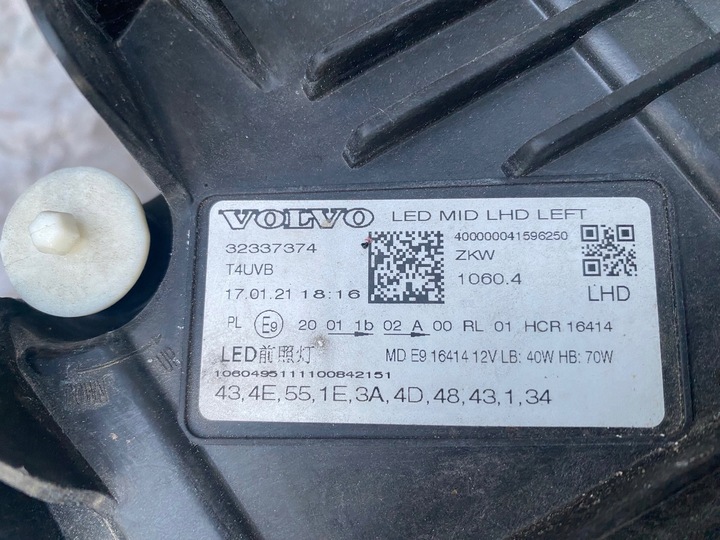 VOLVO LED MID LHD LEFT
32337374
400000041596250
T4UVB
ZKW
17.01.21 18:16
1060.4
LHD
PL E9 20 01 1b 02 A 00 RL 01 HCR 16414
LED前照灯 MD E9 16414 12V LB: 40W HB: 70W
1060495111100842151
43,4E,55,1E,3A,4D,48,43,1,34